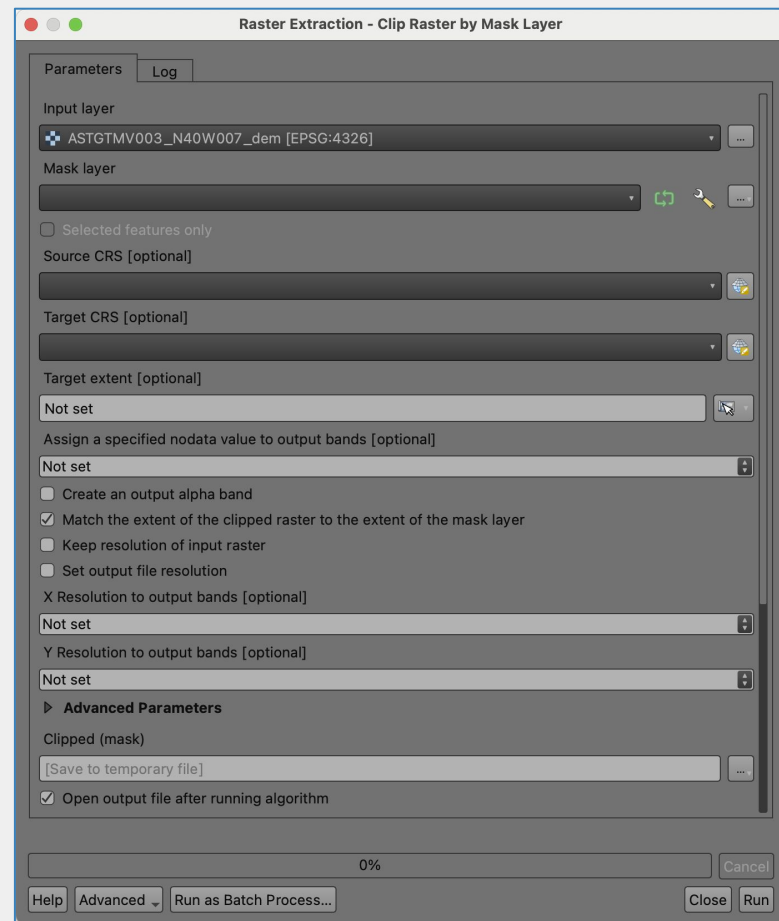 Raster Extraction - Clip Raster by Mask Layer
Parameters
Log
Input layer
ASTGTMV003_N40W007_dem [EPSG:4326]
...
Mask layer
...
Selected features only
Source CRS [optional]
Target CRS [optional]
Target extent [optional]
Not set
Assign a specified nodata value to output bands [optional]
Not set
Create an output alpha band
Match the extent of the clipped raster to the extent of the mask layer
Keep resolution of input raster
Set output file resolution
X Resolution to output bands [optional]
Not set
Y Resolution to output bands [optional]
Not set
Advanced Parameters
Clipped (mask)
[Save to temporary file]
...
Open output file after running algorithm
0%
Cancel
Help
Advanced
Run as Batch Process...
Close
Run